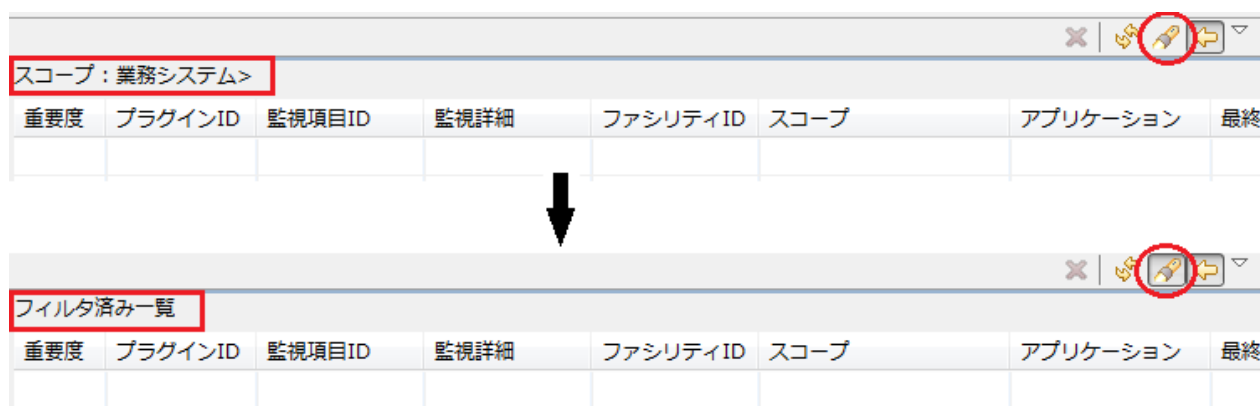 スコープ：業務システム>
重要度 プラグインID 監視項目ID 監視詳細 ファシリティID スコープ アプリケーション 最終
フィルタ済み一覧
重要度 プラグインID 監視項目ID 監視詳細 ファシリティID スコープ アプリケーション 最終